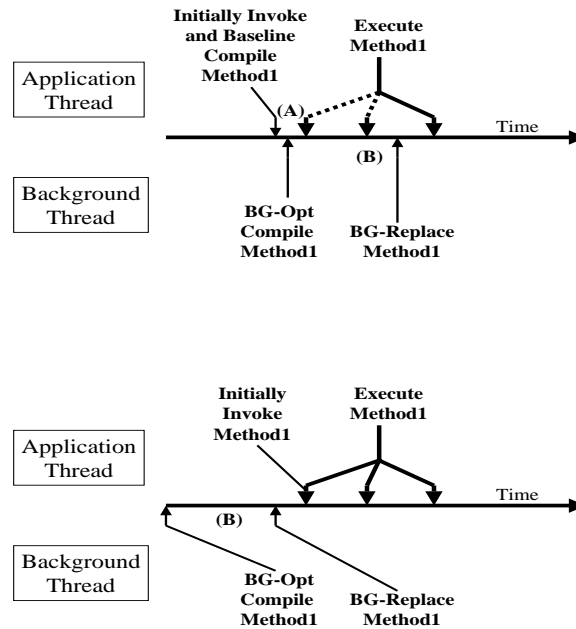 Initially Invoke
and Baseline
Compile
Method1
Execute
Method1
Application
Thread
(A)
Time
(B)
Background
Thread
BG-Opt
Compile
Method1
BG-Replace
Method1
Initially
Invoke
Method1
Execute
Method1
Application
Thread
Time
(B)
Background
Thread
BG-Opt
Compile
Method1
BG-Replace
Method1